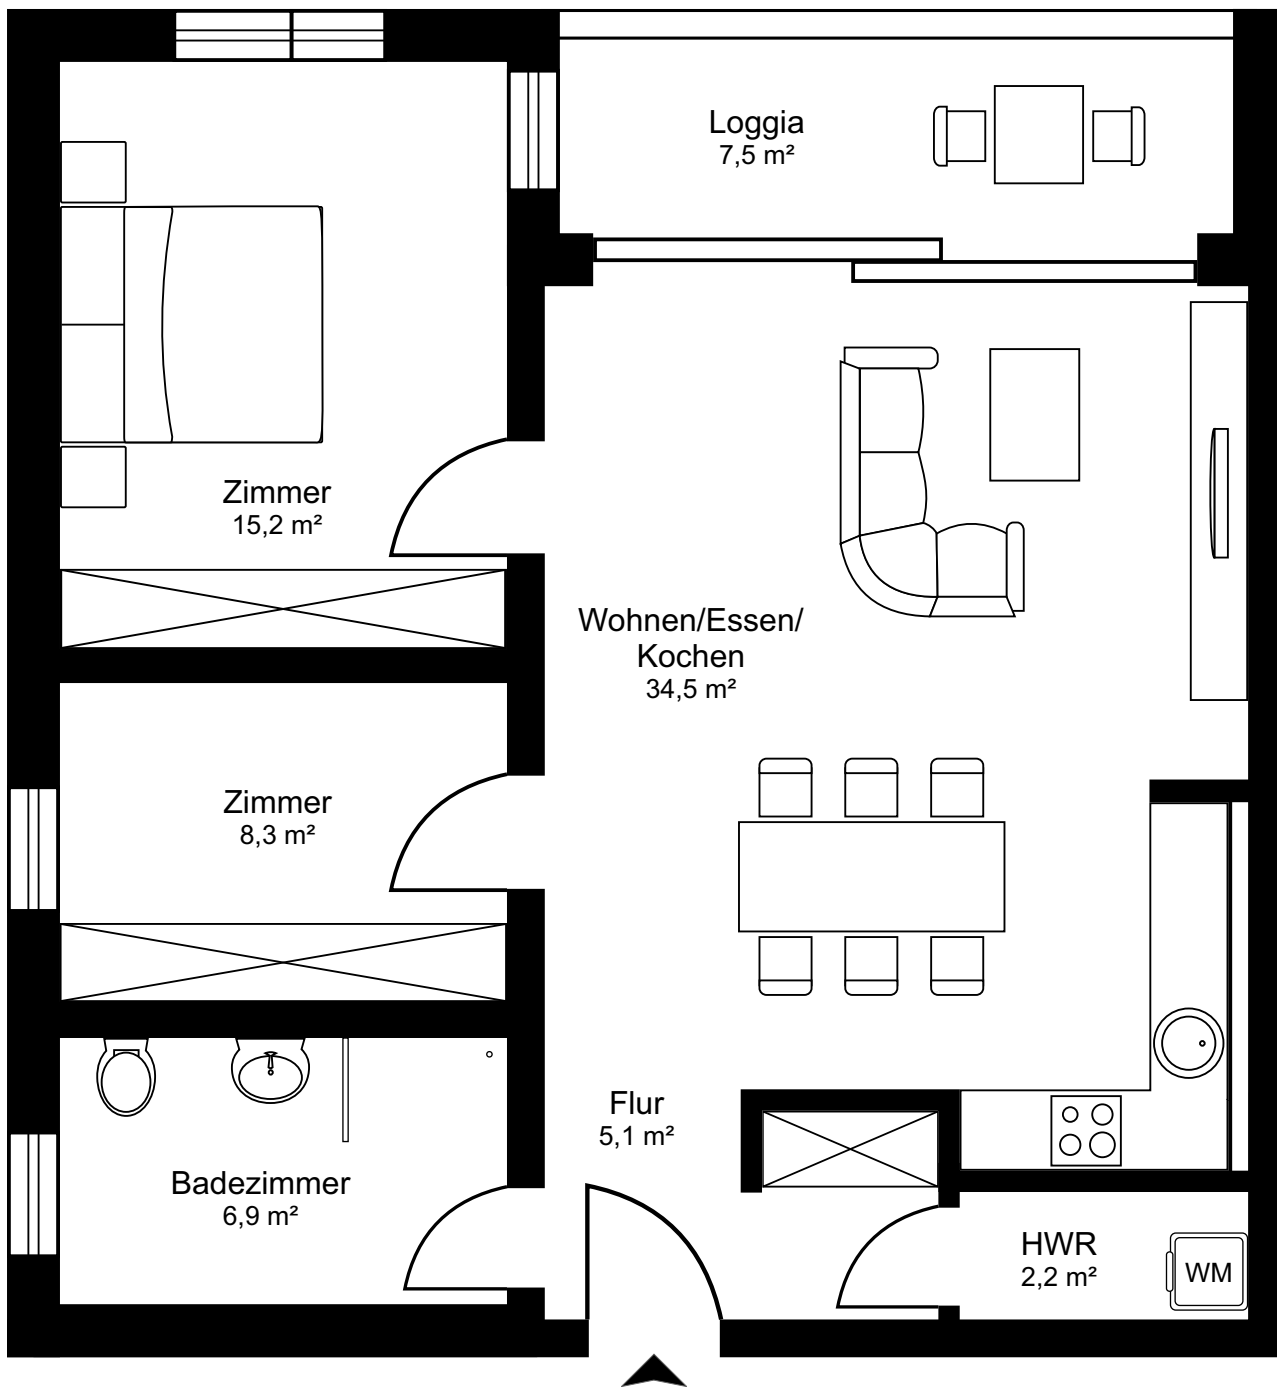 Loggia
7,5 m²
Zimmer
15,2 m²
Wohnen/Essen/
Kochen
34,5 m²
Zimmer
8,3 m²
Flur
5,1 m²
Badezimmer
6,9 m²
HWR
2,2 m²
WM